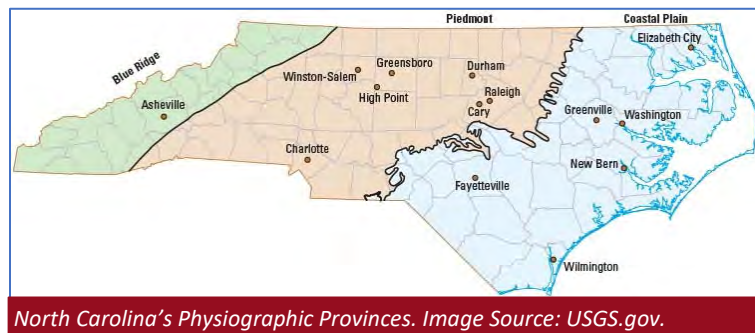 Piedmont
Coastal Plain
Blue Ridge
Elizabeth City
Winston-Salem
Greensboro
Durham
High Point
Raleigh
Cary
Asheville
Greenville
Washington
Charlotte
New Bern
Fayetteville
Wilmington
North Carolina’s Physiographic Provinces. Image Source: USGS.gov.